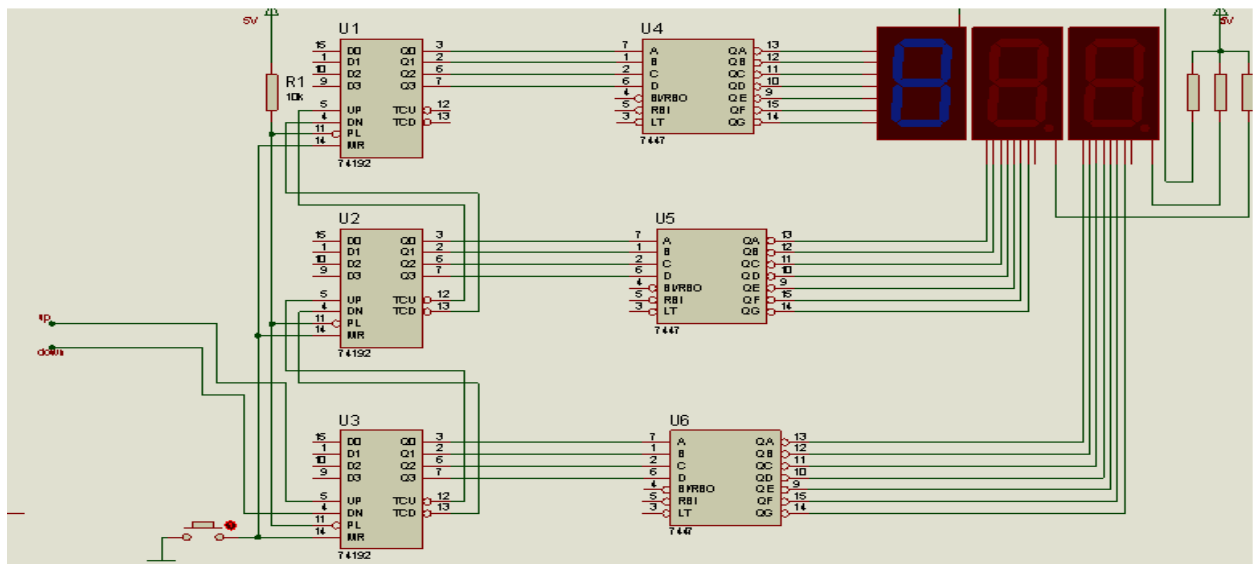 5V
5V
R1
10k
U1
15 D0 Q0 3
1 D1 Q1 2
10 D2 Q2 6
9 D3 Q3 7
5 UP TCU 12
4 DN TCD 13
11 PL
14 MR
74192
U4
7 A QA 13
1 B QB 12
2 C QC 11
6 D QD 10
4 BI/RBO QE 9
5 RBI QF 15
3 LT QG 14
7447
U2
15 D0 Q0 3
1 D1 Q1 2
10 D2 Q2 6
9 D3 Q3 7
5 UP TCU 12
4 DN TCD 13
11 PL
14 MR
74192
U5
7 A QA 13
1 B QB 12
2 C QC 11
6 D QD 10
4 BI/RBO QE 9
5 RBI QF 15
3 LT QG 14
7447
up
down
U3
15 D0 Q0 3
1 D1 Q1 2
10 D2 Q2 6
9 D3 Q3 7
5 UP TCU 12
4 DN TCD 13
11 PL
14 MR
74192
U6
7 A QA 13
1 B QB 12
2 C QC 11
6 D QD 10
4 BI/RBO QE 9
5 RBI QF 15
3 LT QG 14
7447